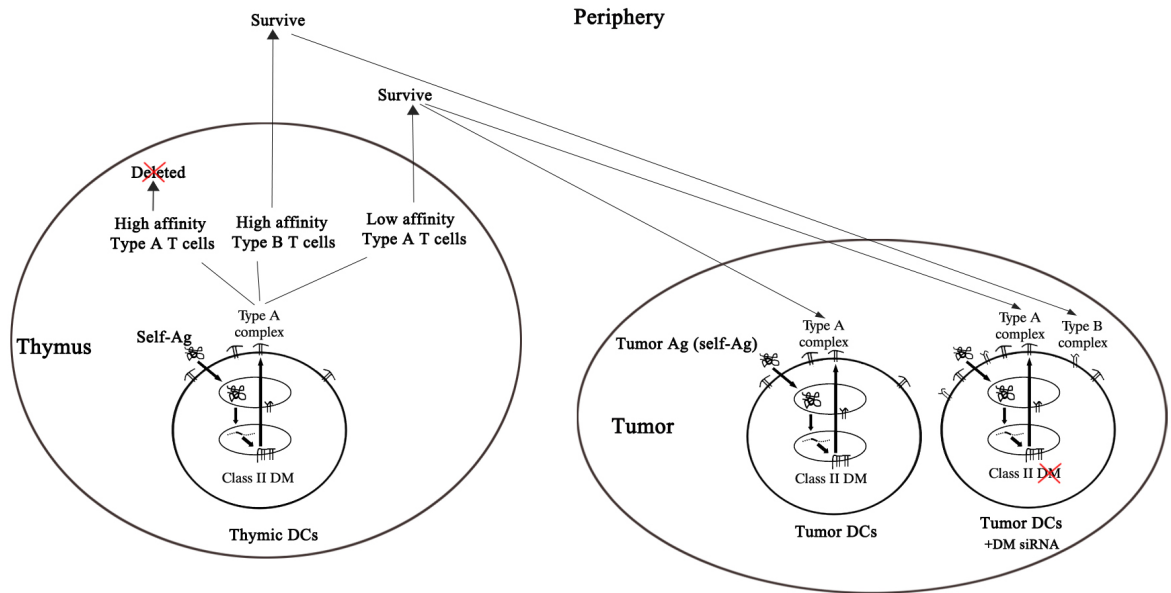 Periphery
Survive
Survive
Deleted
High affinity
Type A T cells
High affinity
Type B T cells
Low affinity
Type A T cells
Type A
complex
Self-Ag
Thymus
Class II DM
Thymic DCs
Tumor Ag (self-Ag)
Type A
complex
Type A
complex
Type B
complex
Tumor
Class II DM
Class II DM
Tumor DCs
Tumor DCs
+DM siRNA